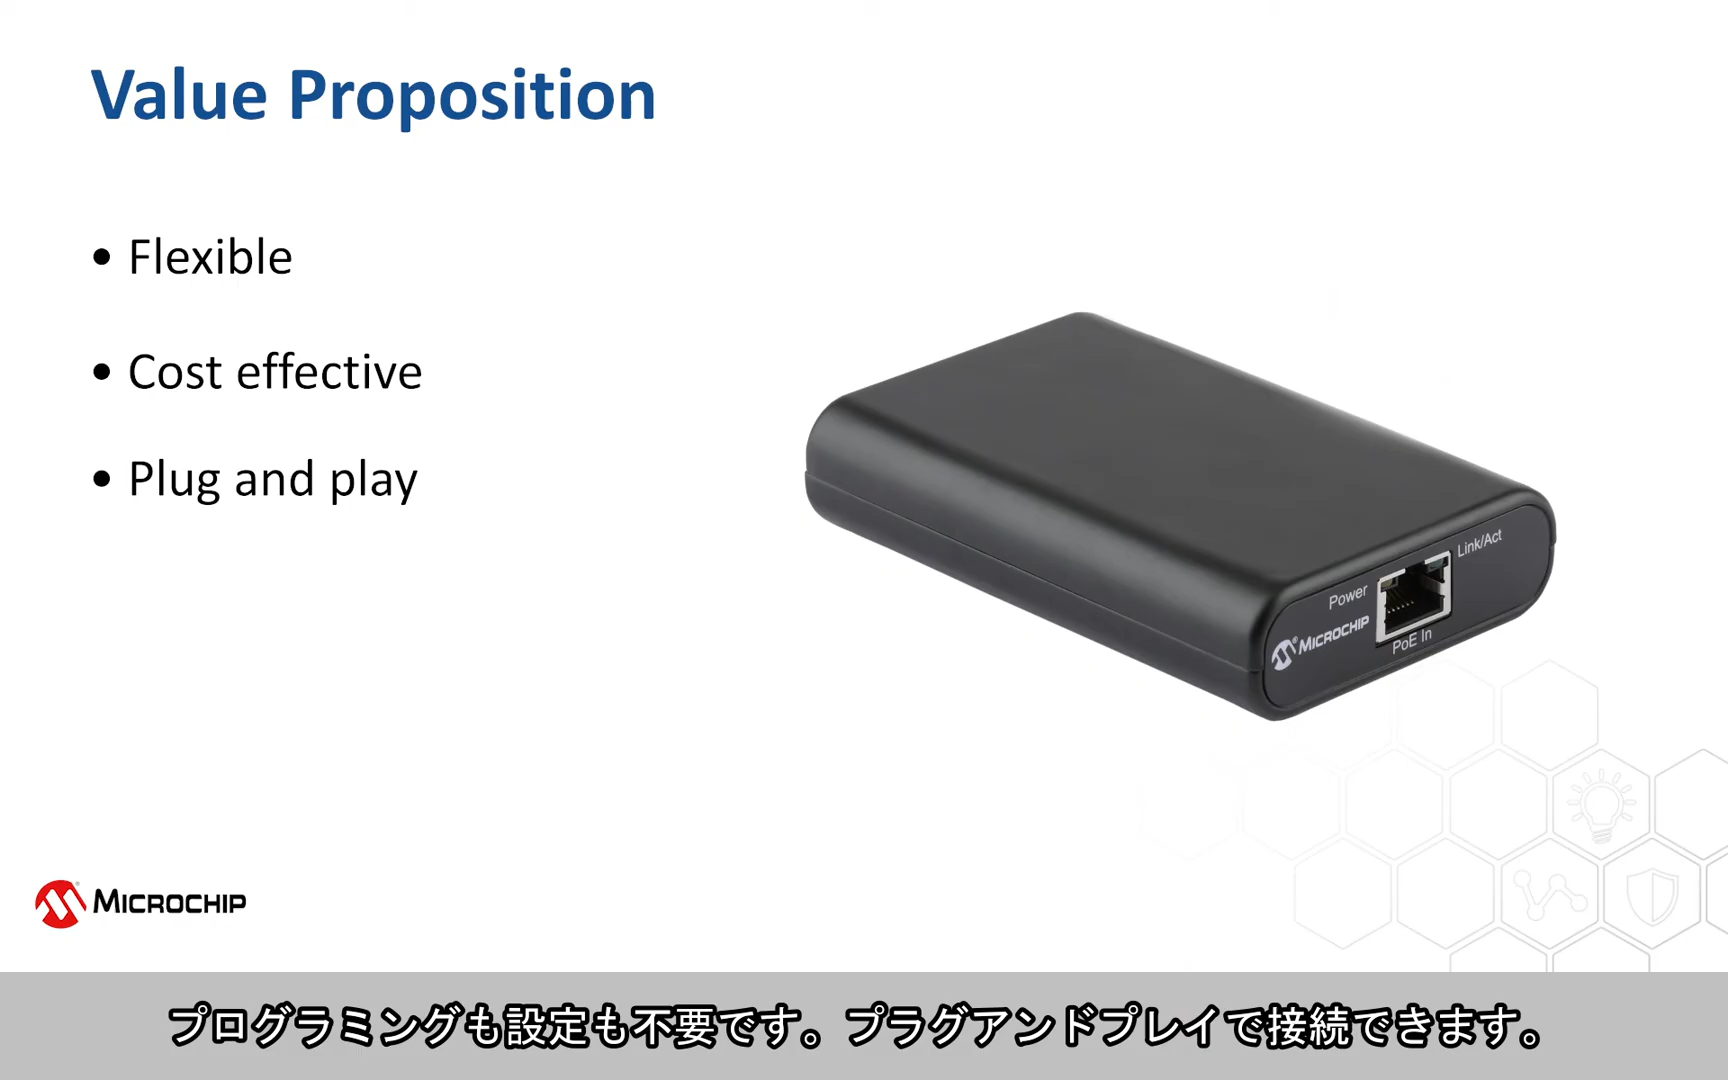 Value Proposition
• Flexible
• Cost effective
• Plug and play
Link/Act
Power
MICROCHIP
PoE In
MICROCHIP
プログラミングも設定も不要です。プラグアンドプレイで接続できます。